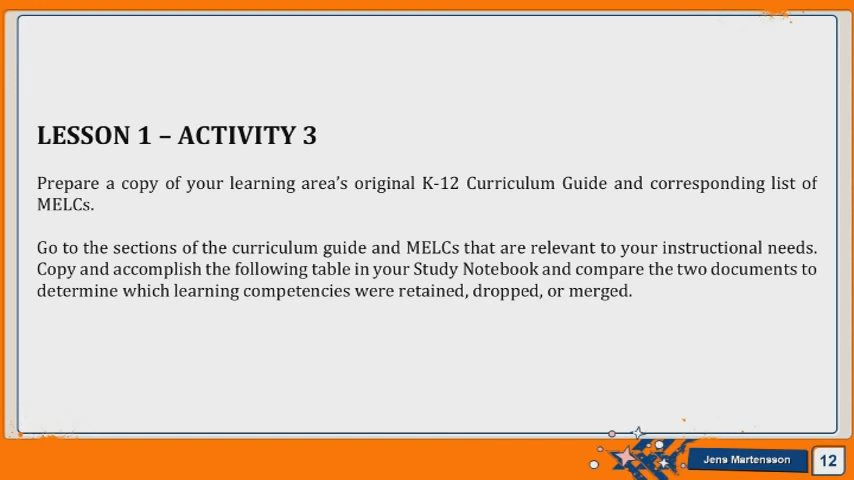 LESSON 1 – ACTIVITY 3
Prepare a copy of your learning area’s original K-12 Curriculum Guide and corresponding list of
MELCs.
Go to the sections of the curriculum guide and MELCs that are relevant to your instructional needs.
Copy and accomplish the following table in your Study Notebook and compare the two documents to
determine which learning competencies were retained, dropped, or merged.
Jens Martensson
12